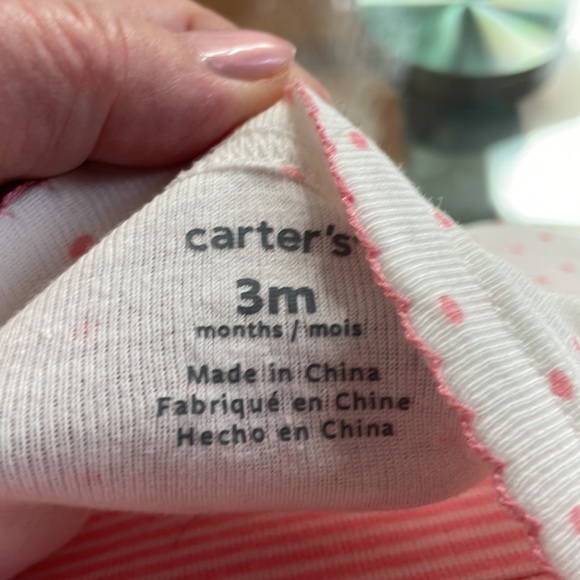 carter's
3m
months / mois
Made in China
Fabriqué en Chine
Hecho en China